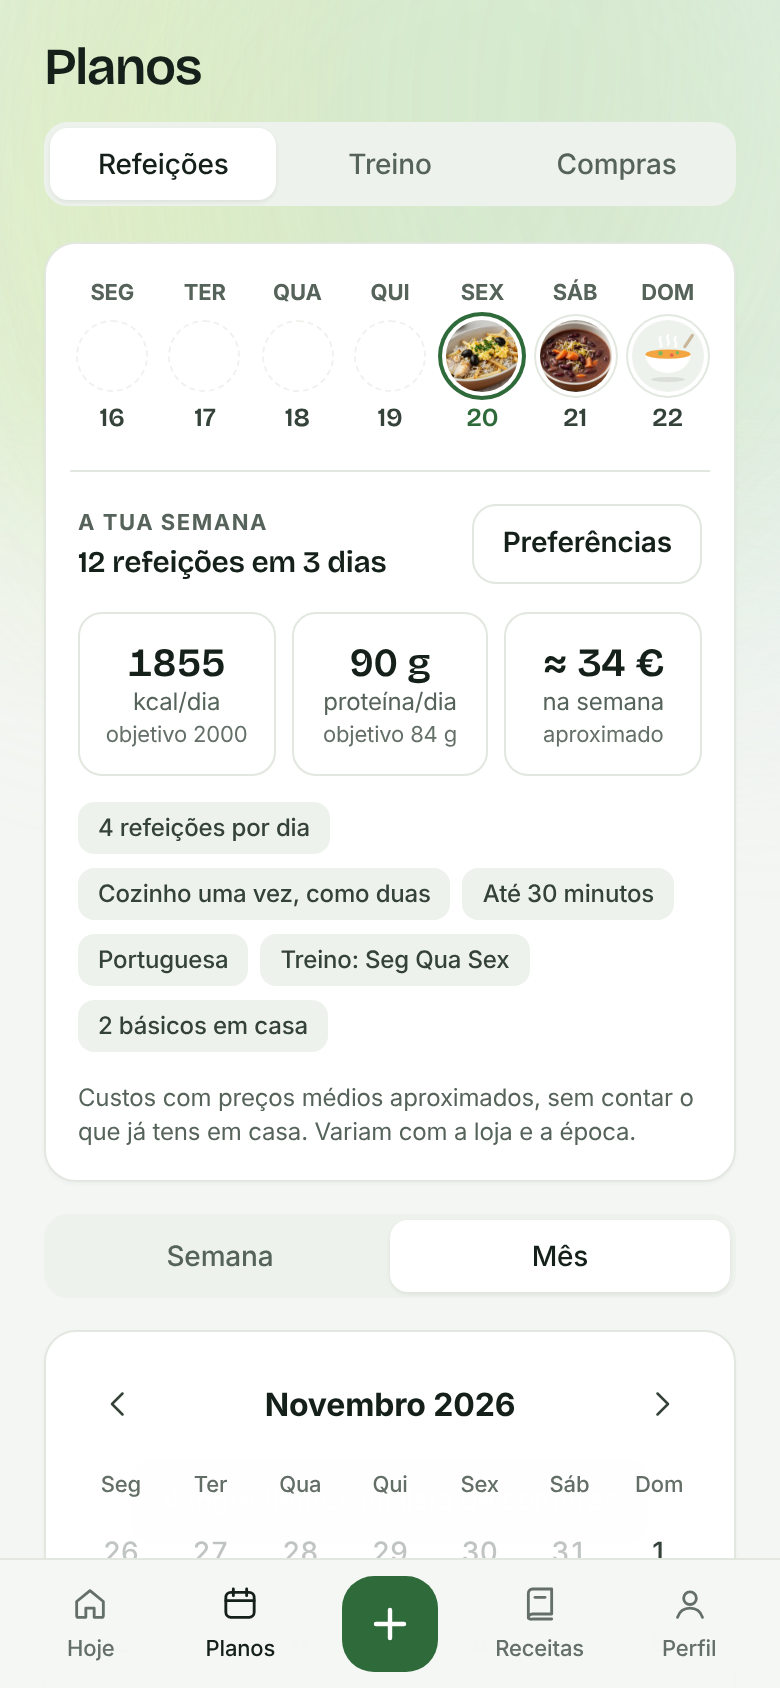 Planos
Refeições Treino Compras
SEG TER QUA QUI SEX SÁB DOM
16 17 18 19 20 21 22
A TUA SEMANA
12 refeições em 3 dias
Preferências
1855
kcal/dia
objetivo 2000
90 g
proteína/dia
objetivo 84 g
≈ 34 €
na semana
aproximado
4 refeições por dia
Cozinho uma vez, como duas Até 30 minutos
Portuguesa Treino: Seg Qua Sex
2 básicos em casa
Custos com preços médios aproximados, sem contar o
que já tens em casa. Variam com a loja e a época.
Semana Mês
Novembro 2026
Seg Ter Qua Qui Sex Sáb Dom
26 27 28 29 30 31 1
Hoje Planos Receitas Perfil